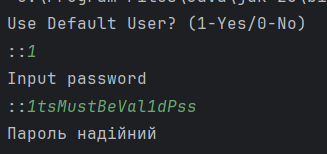 Use Default User? (1-Yes/0-No)
::1
Input password
::1tsMustBeVal1dPss
Пароль надійний